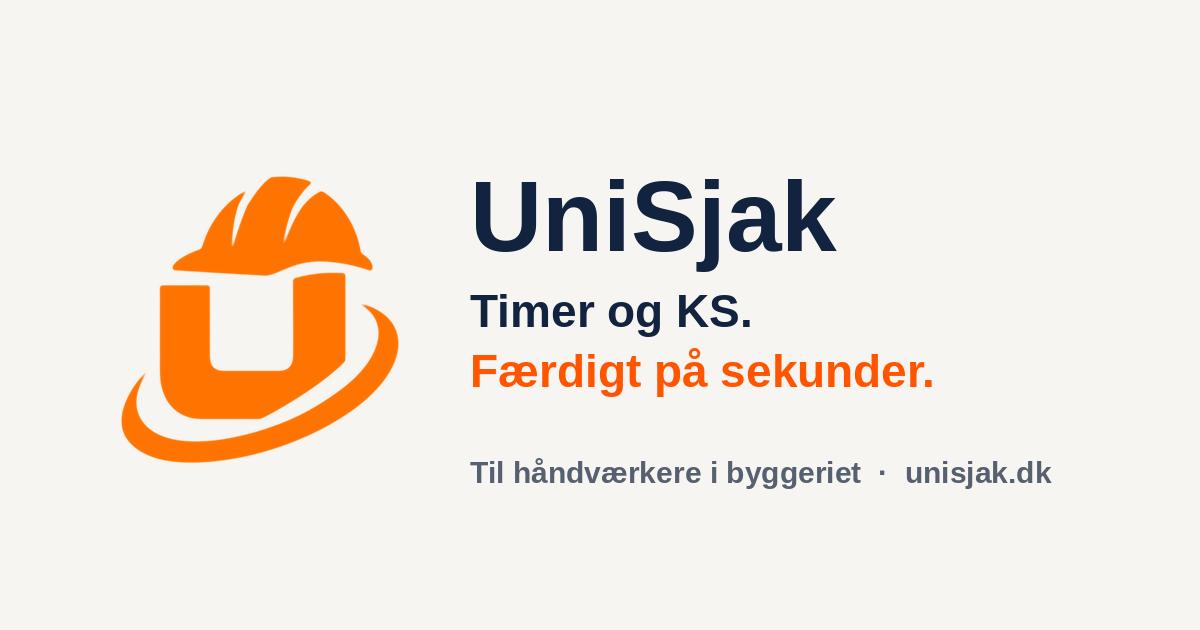 UniSjak
Timer og KS.
Færdigt på sekunder.
Til håndværkere i byggeriet · unisjak.dk